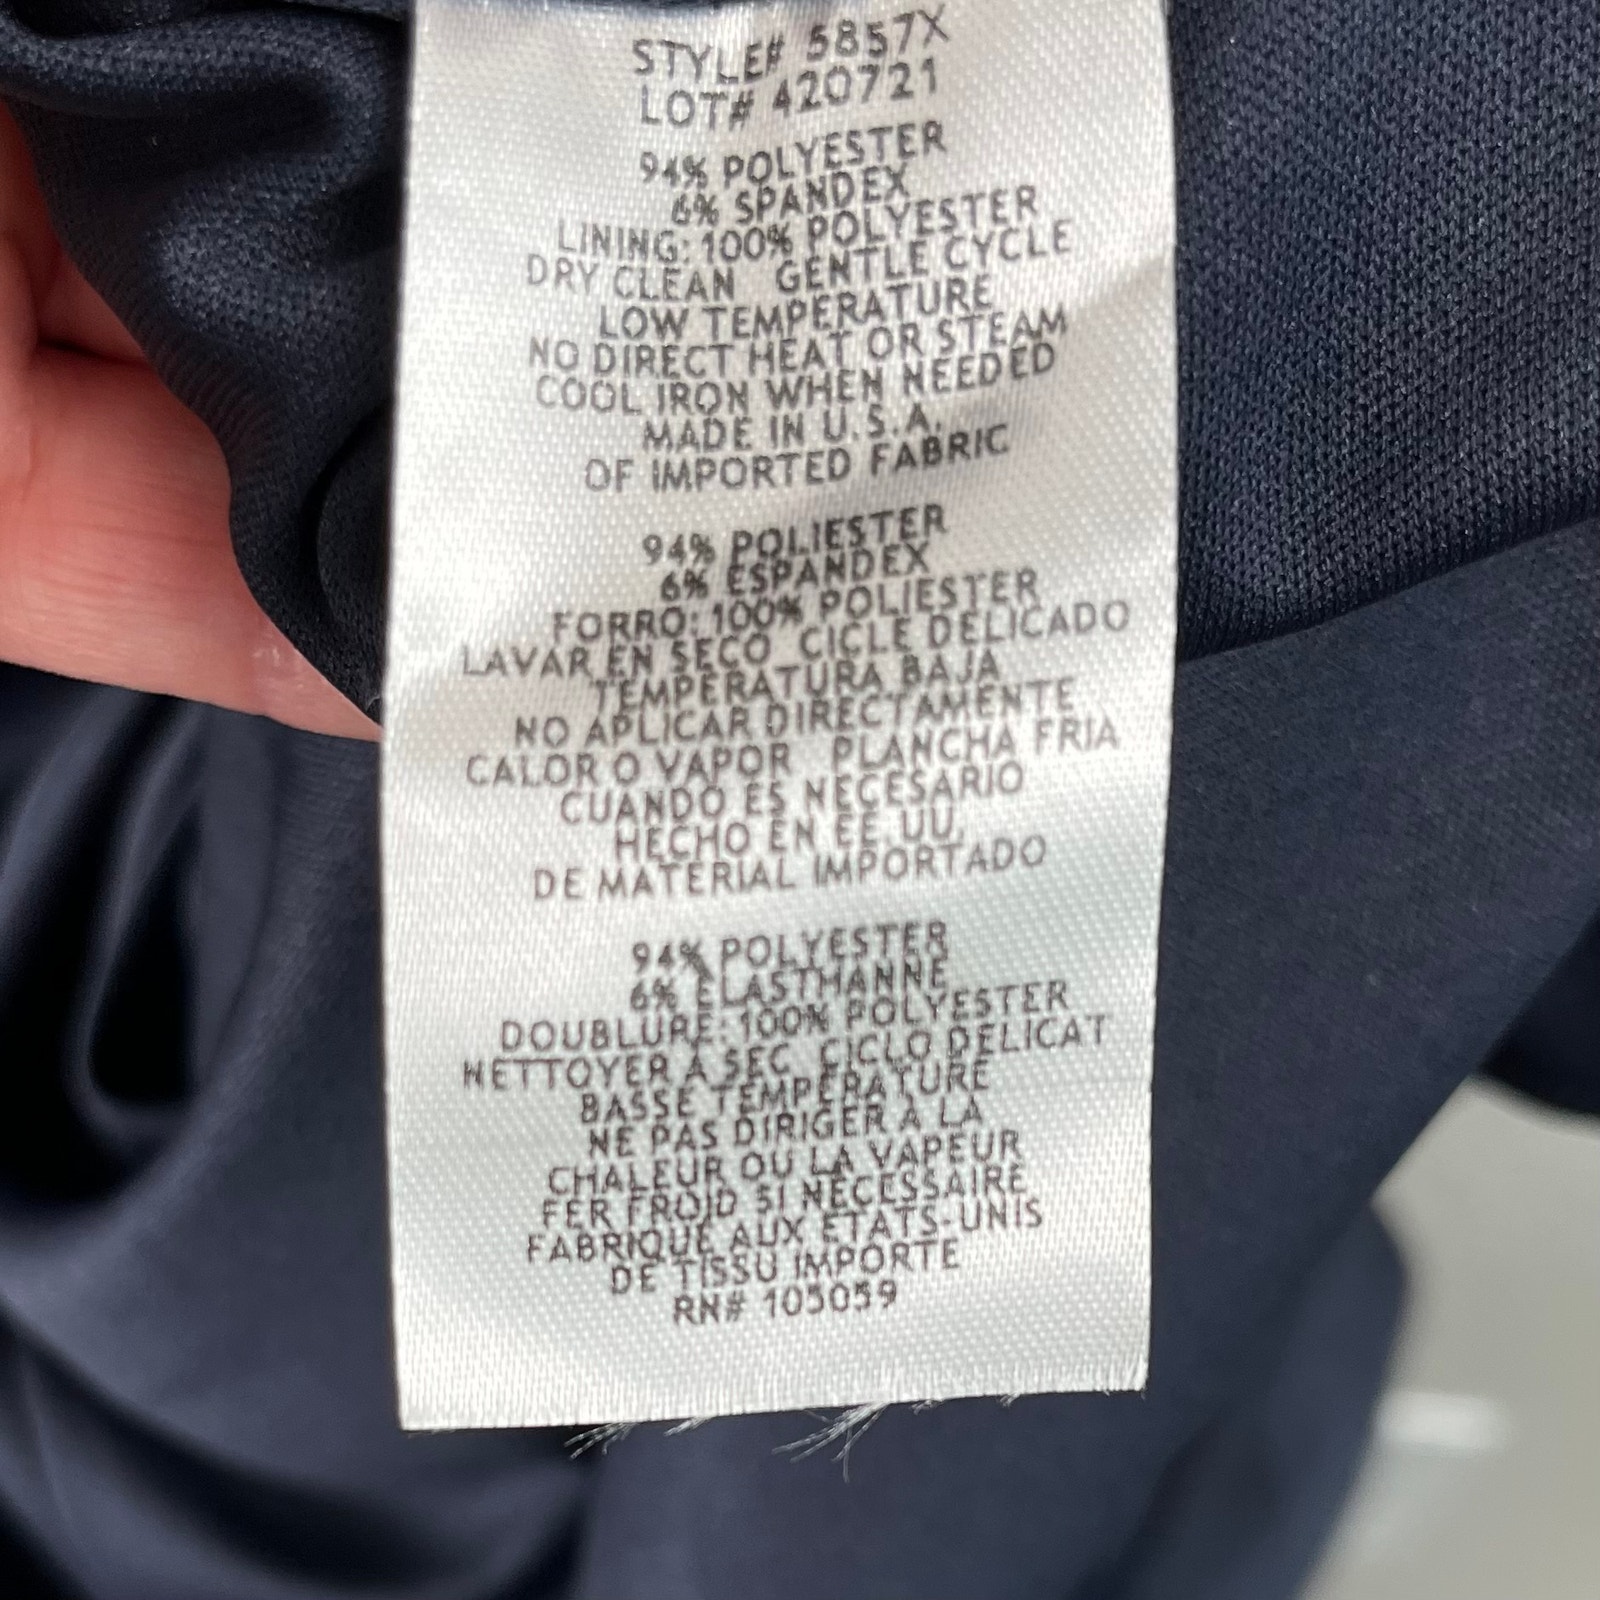 STYLE# 5857X
LOT# 420721
94% POLYESTER
6% SPANDEX
LINING: 100% POLYESTER
DRY CLEAN GENTLE CYCLE
LOW TEMPERATURE
NO DIRECT HEAT OR STEAM
COOL IRON WHEN NEEDED
MADE IN U.S.A.
OF IMPORTED FABRIC
94% POLIESTER
6% ESPANDEX
FORRO: 100% POLIESTER
LAVAR EN SECO CICLE DELICADO
TEMPERATURA BAJA
NO APLICAR DIRECTAMENTE
CALOR O VAPOR PLANCHA FRIA
CUANDO ES NECESARIO
HECHO EN EE.UU.
DE MATERIAL IMPORTADO
94% POLYESTER
6% ELASTHANNE
DOUBLURE: 100% POLYESTER
NETTOYER A SEC CICLO DELICAT
BASSE TEMPERATURE
NE PAS DIRIGER A LA
CHALEUR OU LA VAPEUR
FER FROID SI NECESSAIRE
FABRIQUE AUX ETATS-UNIS
DE TISSU IMPORTE
RN# 105059